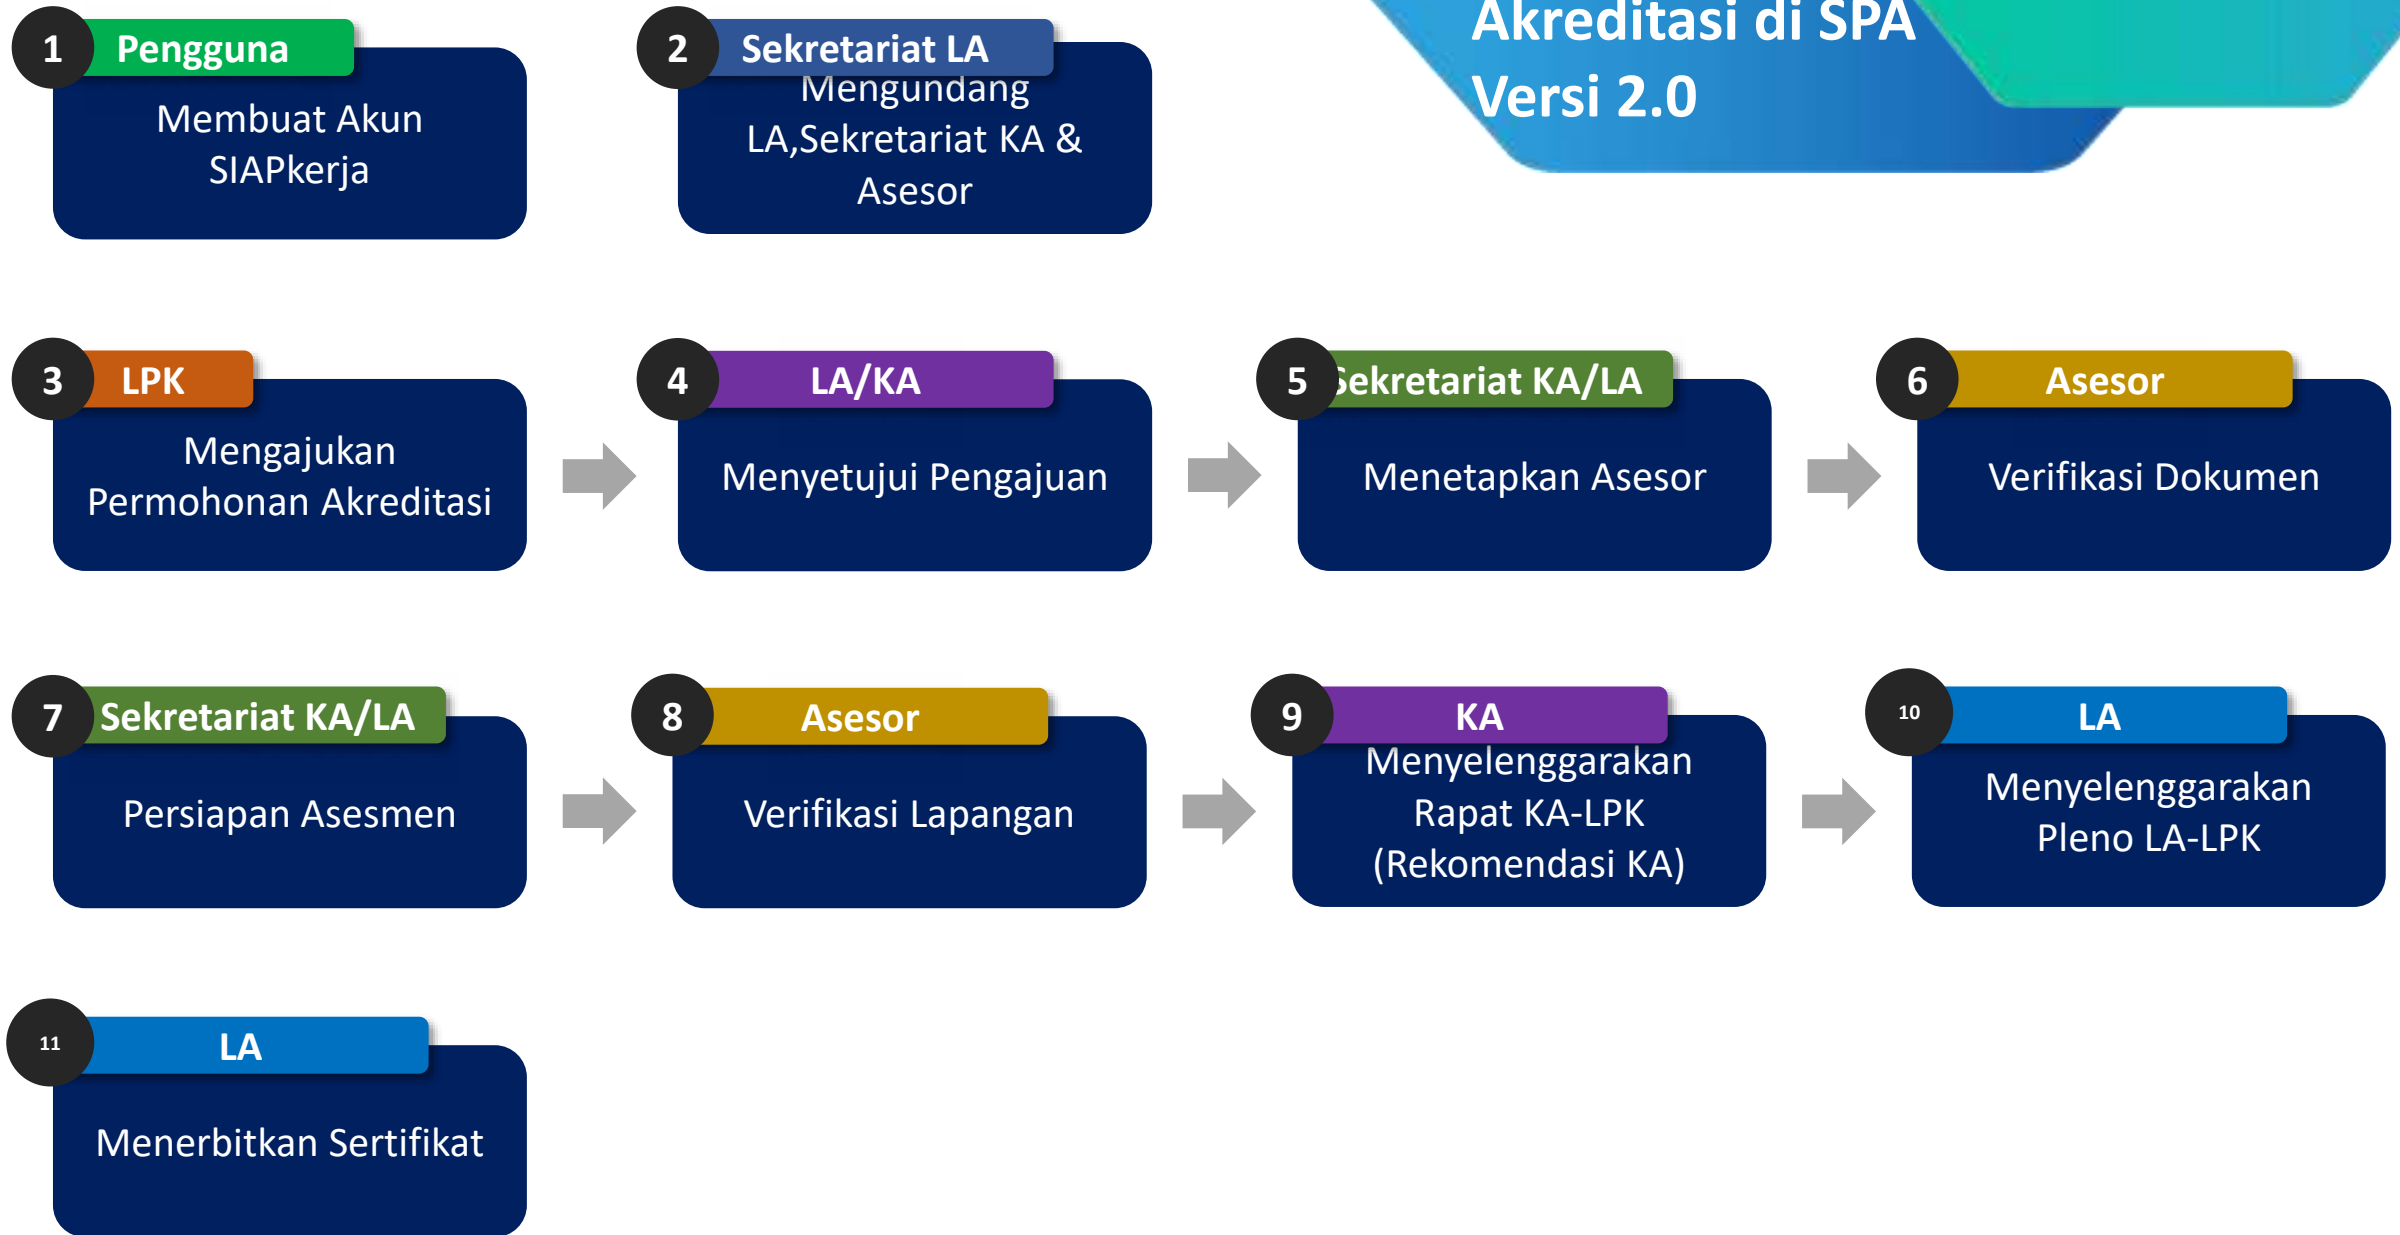 Akreditasi di SPA
Versi 2.0
1
Pengguna
Membuat Akun
SIAPkerja
2
Sekretariat LA
Mengundang
LA,Sekretariat KA &
Asesor
3
LPK
Mengajukan
Permohonan Akreditasi
4
LA/KA
Menyetujui Pengajuan
5
Sekretariat KA/LA
Menetapkan Asesor
6
Asesor
Verifikasi Dokumen
7
Sekretariat KA/LA
Persiapan Asesmen
8
Asesor
Verifikasi Lapangan
9
KA
Menyelenggarakan
Rapat KA-LPK
(Rekomendasi KA)
10
LA
Menyelenggarakan
Pleno LA-LPK
11
LA
Menerbitkan Sertifikat